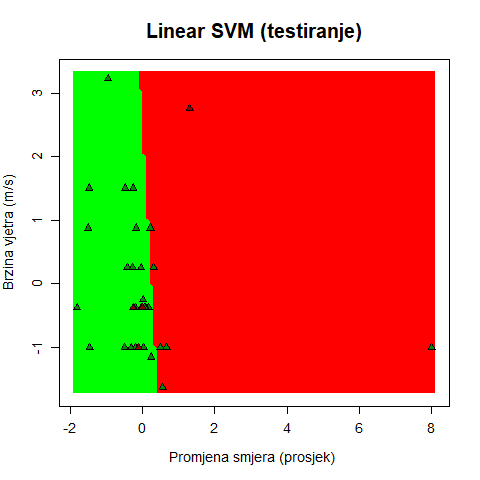 Linear SVM (testiranje)
3
2
1
0
-1
Brzina vjetra (m/s)
-2 0 2 4 6 8
Promjena smjera (prosjek)